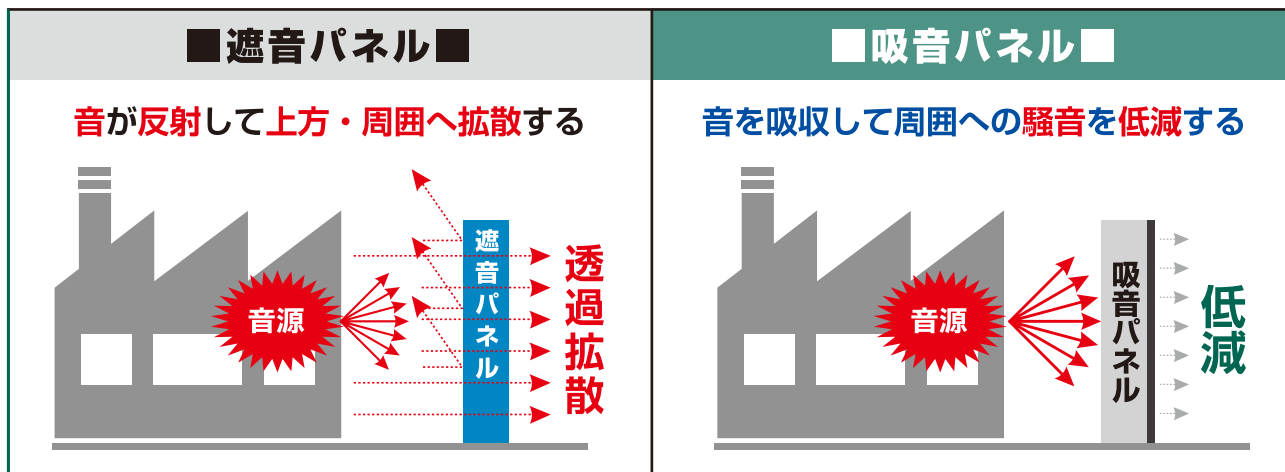 ■遮音パネル■
音が反射して上方・周囲へ拡散する
音源
遮音パネル
透過拡散
■吸音パネル■
音を吸収して周囲への騒音を低減する
音源
吸音パネル
低減